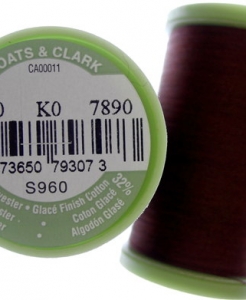 OATS & CLARK
CA00011
0 K0 7890
73650 79307 3
S960
32%
ester • Glacé Finish Cotton
ster • Coton Glacé
Algodón Glasé